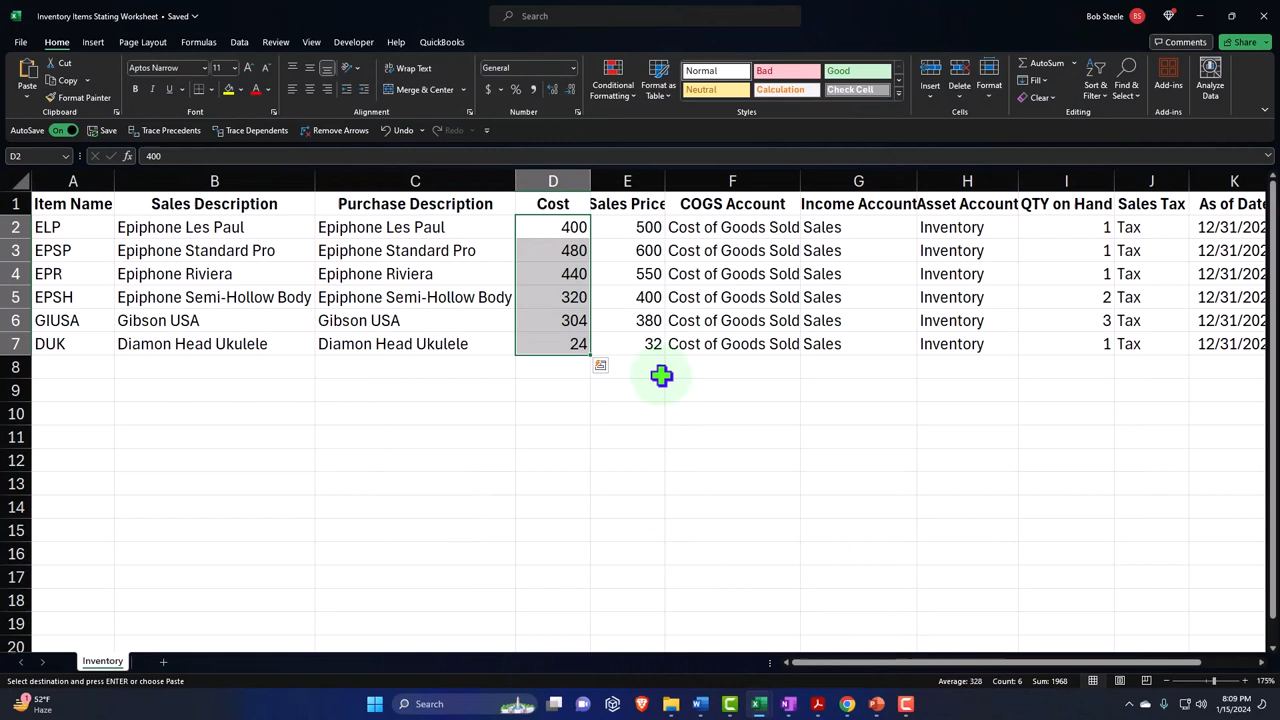 Inventory Items Stating Worksheet • Saved
Search
Bob Steele BS
File Home Insert Page Layout Formulas Data Review View Developer Help QuickBooks
Comments Share
Paste Cut Copy Format Painter
Clipboard
Aptos Narrow 11
Font
Wrap Text
Merge & Center
Alignment
General
Number
Conditional Formatting Format as Table
Normal Bad Good
Neutral Calculation Check Cell
Styles
Insert Delete Format
Cells
AutoSum Fill Clear Sort & Filter Find & Select
Editing
Add-ins
Add-ins
Analyze Data
AutoSave On Save Trace Precedents Trace Dependents Remove Arrows Undo Redo
D2 fx 400
A B C D E F G H I J K
1 Item Name Sales Description Purchase Description Cost Sales Price COGS Account Income Account Asset Account QTY on Hand Sales Tax As of Date
2 ELP Epiphone Les Paul Epiphone Les Paul 400 500 Cost of Goods Sold Sales Inventory 1 Tax 12/31/202
3 EPSP Epiphone Standard Pro Epiphone Standard Pro 480 600 Cost of Goods Sold Sales Inventory 1 Tax 12/31/202
4 EPR Epiphone Riviera Epiphone Riviera 440 550 Cost of Goods Sold Sales Inventory 1 Tax 12/31/202
5 EPSH Epiphone Semi-Hollow Body Epiphone Semi-Hollow Body 320 400 Cost of Goods Sold Sales Inventory 2 Tax 12/31/202
6 GIUSA Gibson USA Gibson USA 304 380 Cost of Goods Sold Sales Inventory 3 Tax 12/31/202
7 DUK Diamon Head Ukulele Diamon Head Ukulele 24 32 Cost of Goods Sold Sales Inventory 1 Tax 12/31/202
8
9
10
11
12
13
14
15
16
17
18
19
20
Inventory
Select destination and press ENTER or choose Paste Average: 328 Count: 6 Sum: 1968 175%
52°F
Haze
Search
8:09 PM
1/15/2024